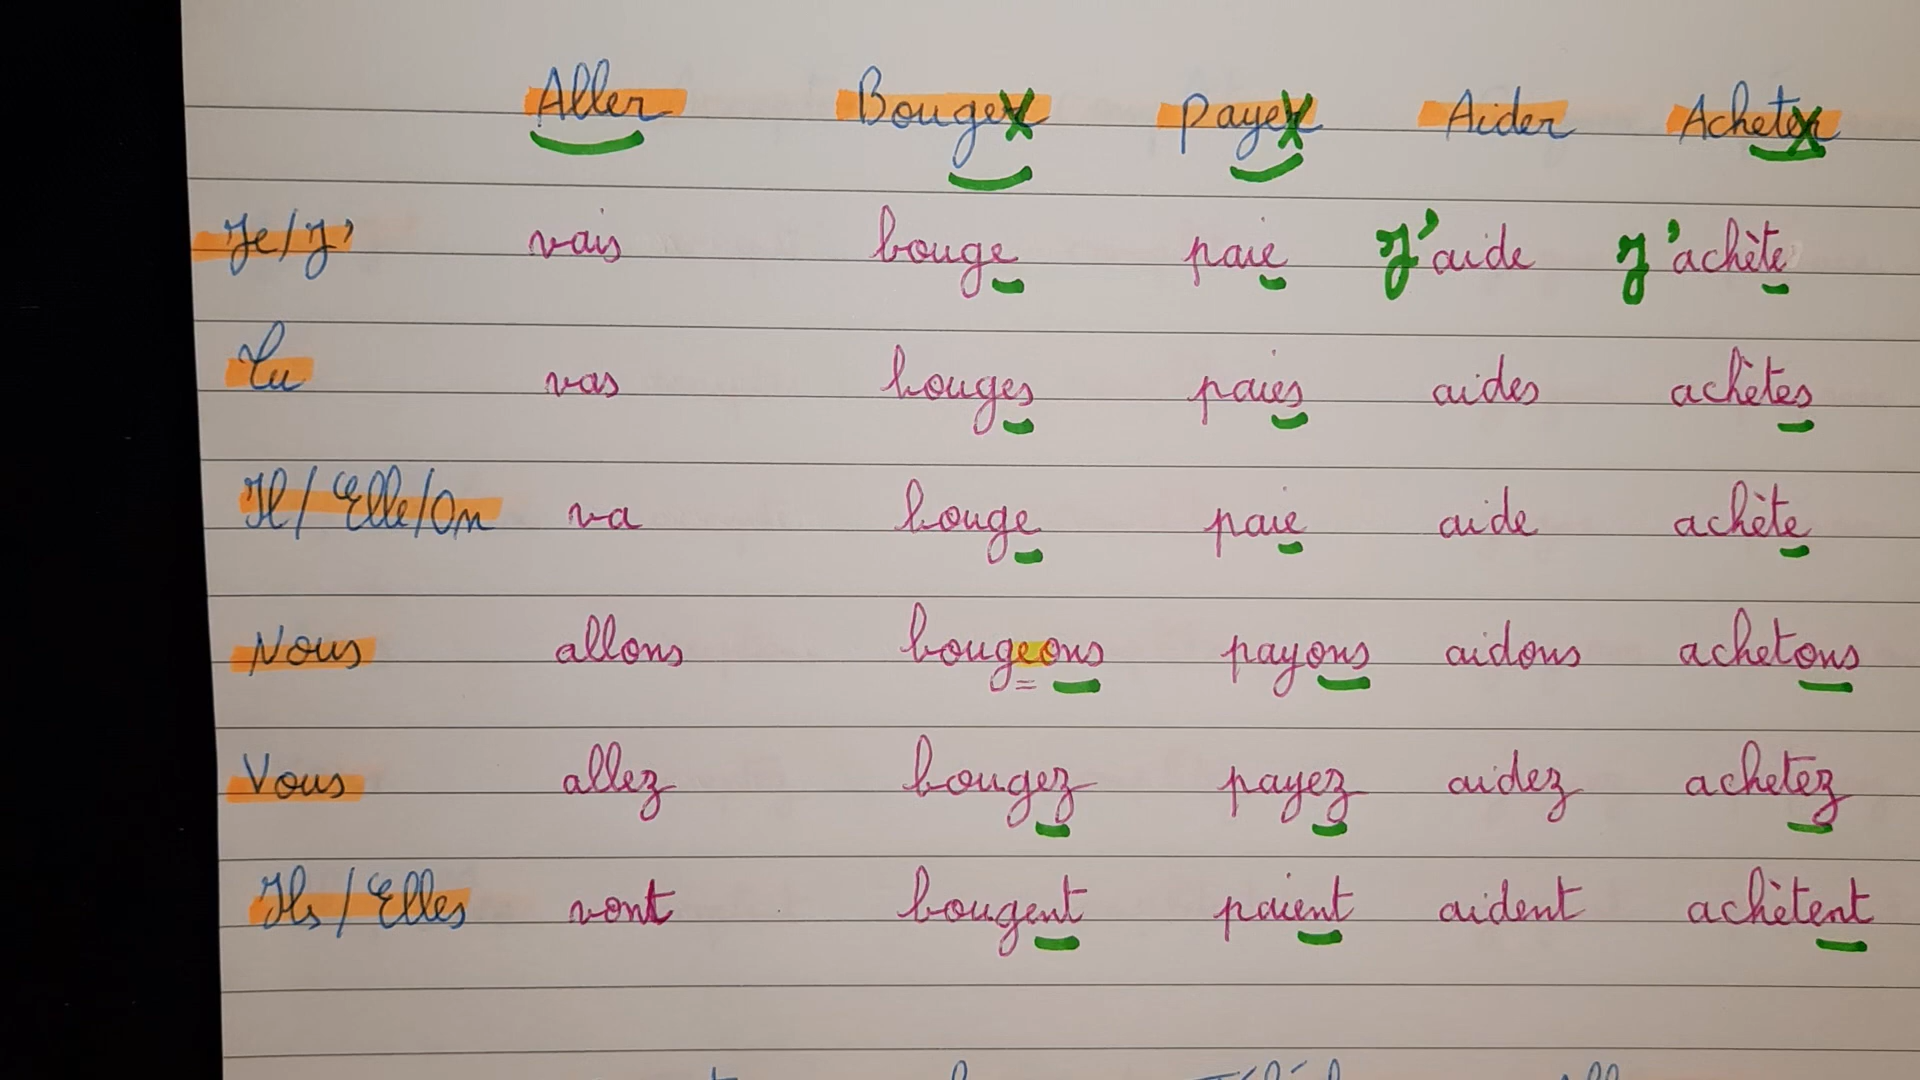 Aller Bouger Payer Aider Acheter
Je/J' vais bouge paie J'aide J'achète
Tu vas bouges paies aides achètes
Il/Elle/On va bouge paie aide achète
Nous allons bougeons payons aidons achetons
Vous allez bougez payez aidez achetez
Ils/Elles vont bougent paient aident achètent